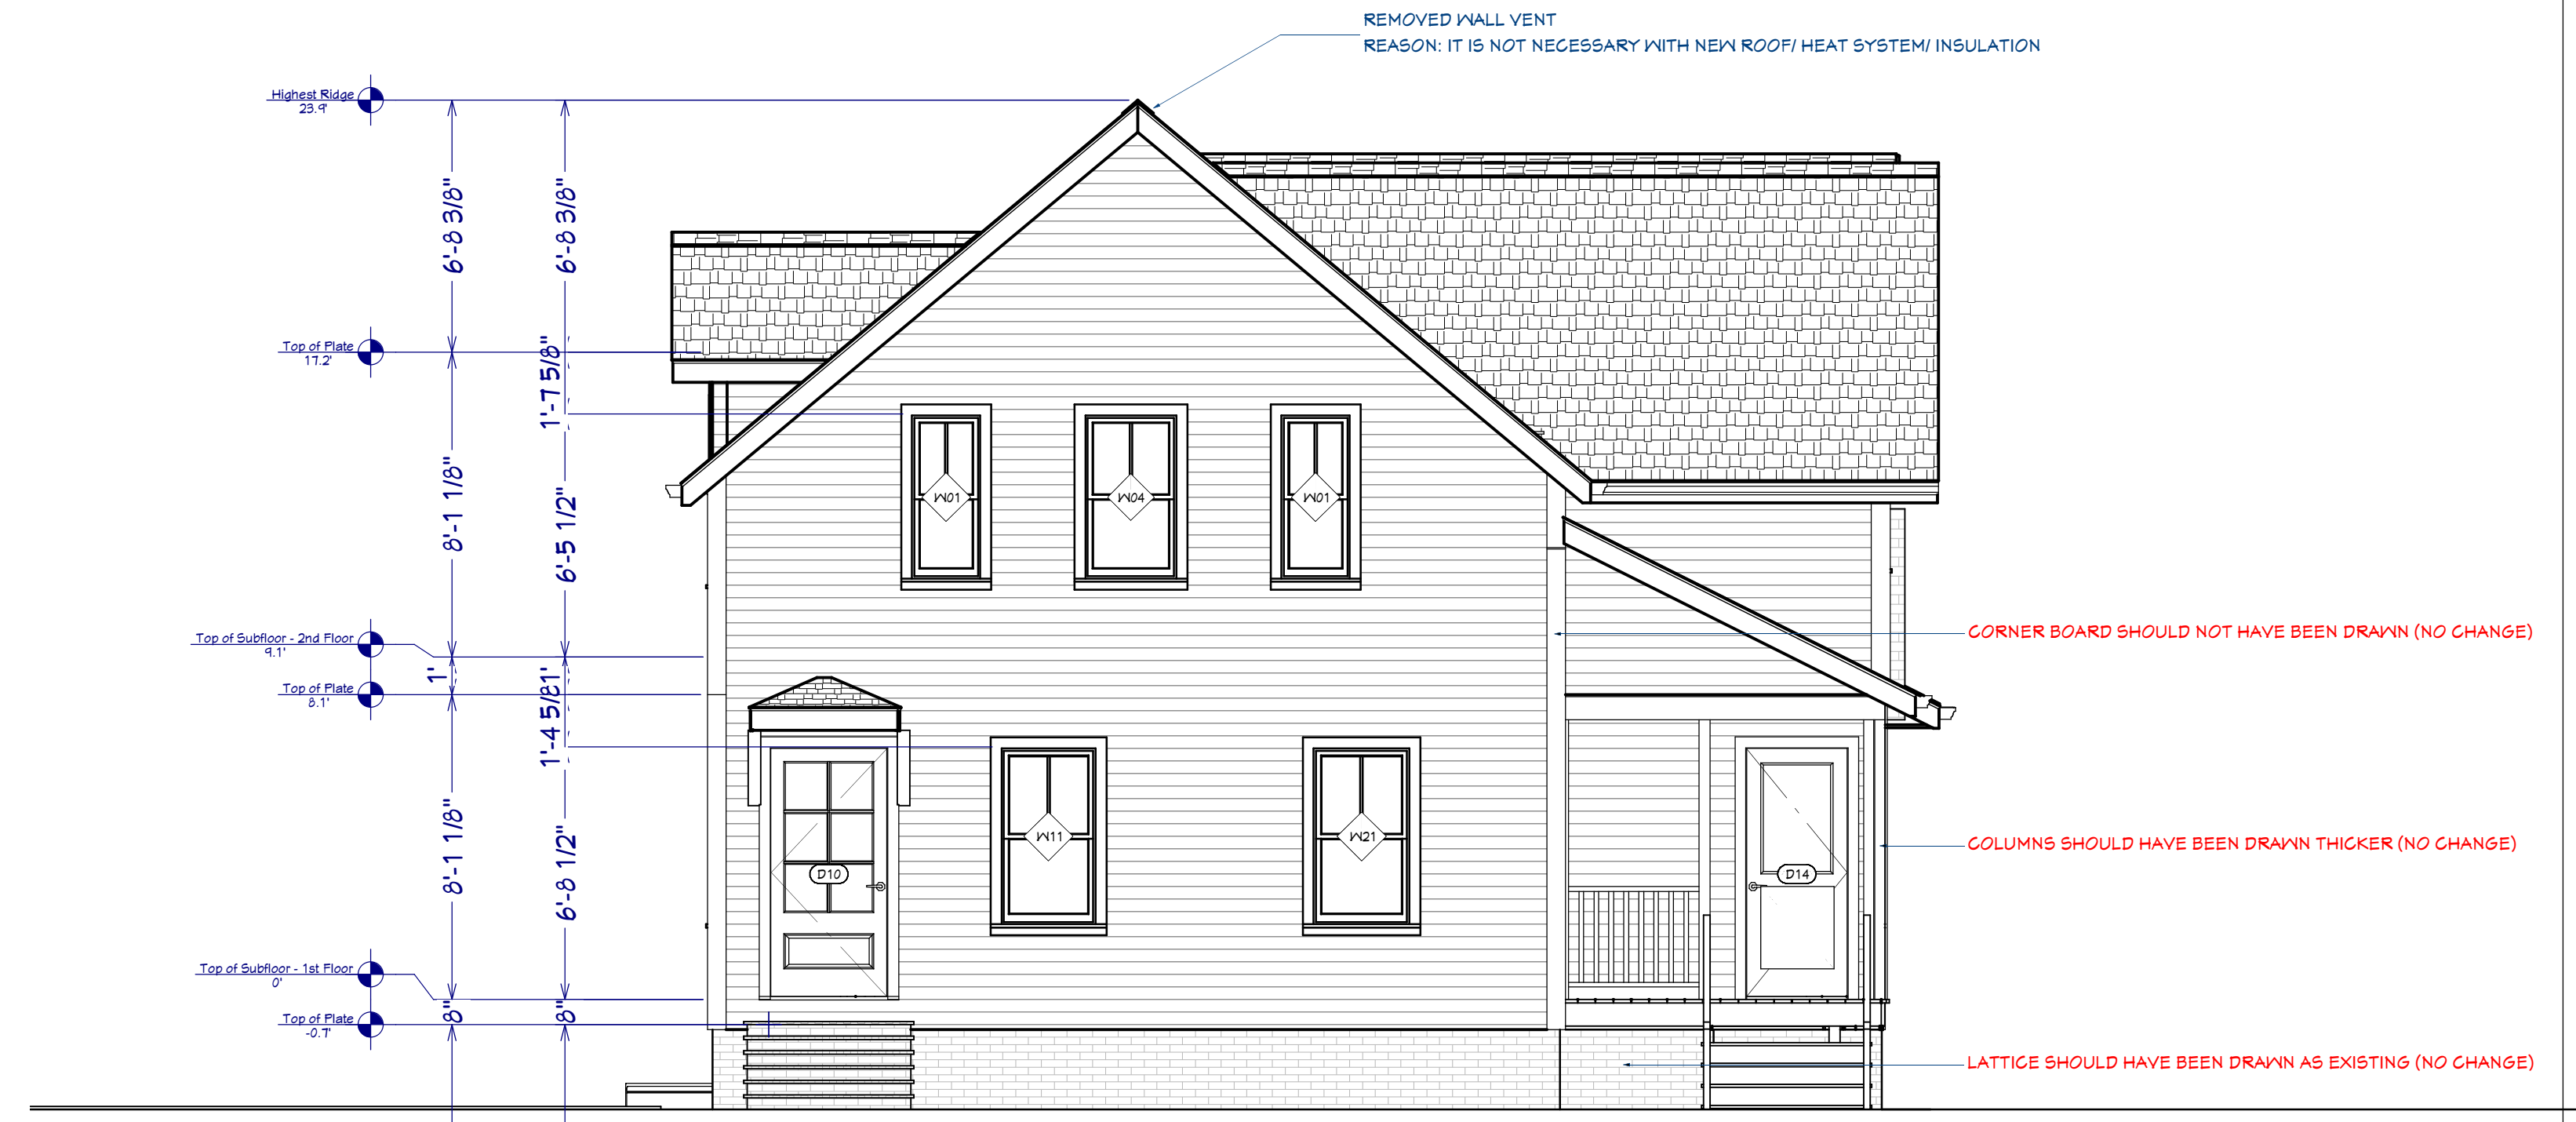 REMOVED WALL VENT
REASON: IT IS NOT NECESSARY WITH NEW ROOF/ HEAT SYSTEM/ INSULATION
Highest Ridge
23.9'
6'-8 3/8"
6'-8 3/8"
Top of Plate
17.2'
1'-7 5/8"
8'-1 1/8"
6'-5 1/2"
W01
W04
W01
Top of Subfloor - 2nd Floor
9.1'
CORNER BOARD SHOULD NOT HAVE BEEN DRAWN (NO CHANGE)
1'
1'
Top of Plate
8.1'
1'-4 5/8"
8'-1 1/8"
6'-8 1/2"
W11
W21
COLUMNS SHOULD HAVE BEEN DRAWN THICKER (NO CHANGE)
D10
D14
Top of Subfloor - 1st Floor
0'
8"
8"
Top of Plate
-0.7'
LATTICE SHOULD HAVE BEEN DRAWN AS EXISTING (NO CHANGE)